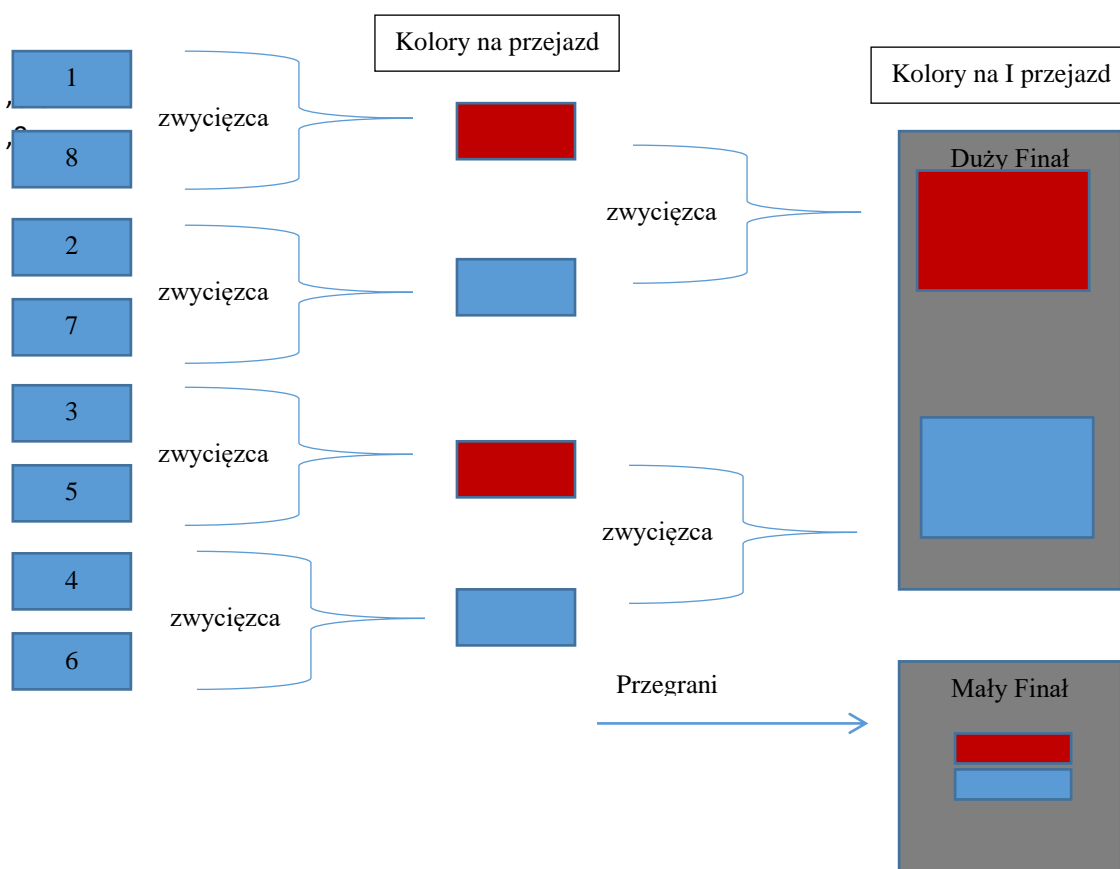 Kolory na przejazd
Kolory na I przejazd
1
zwycięzca
8
2
zwycięzca
7
3
zwycięzca
5
4
zwycięzca
6
zwycięzca
zwycięzca
Duży Finał
Przegrani
Mały Finał